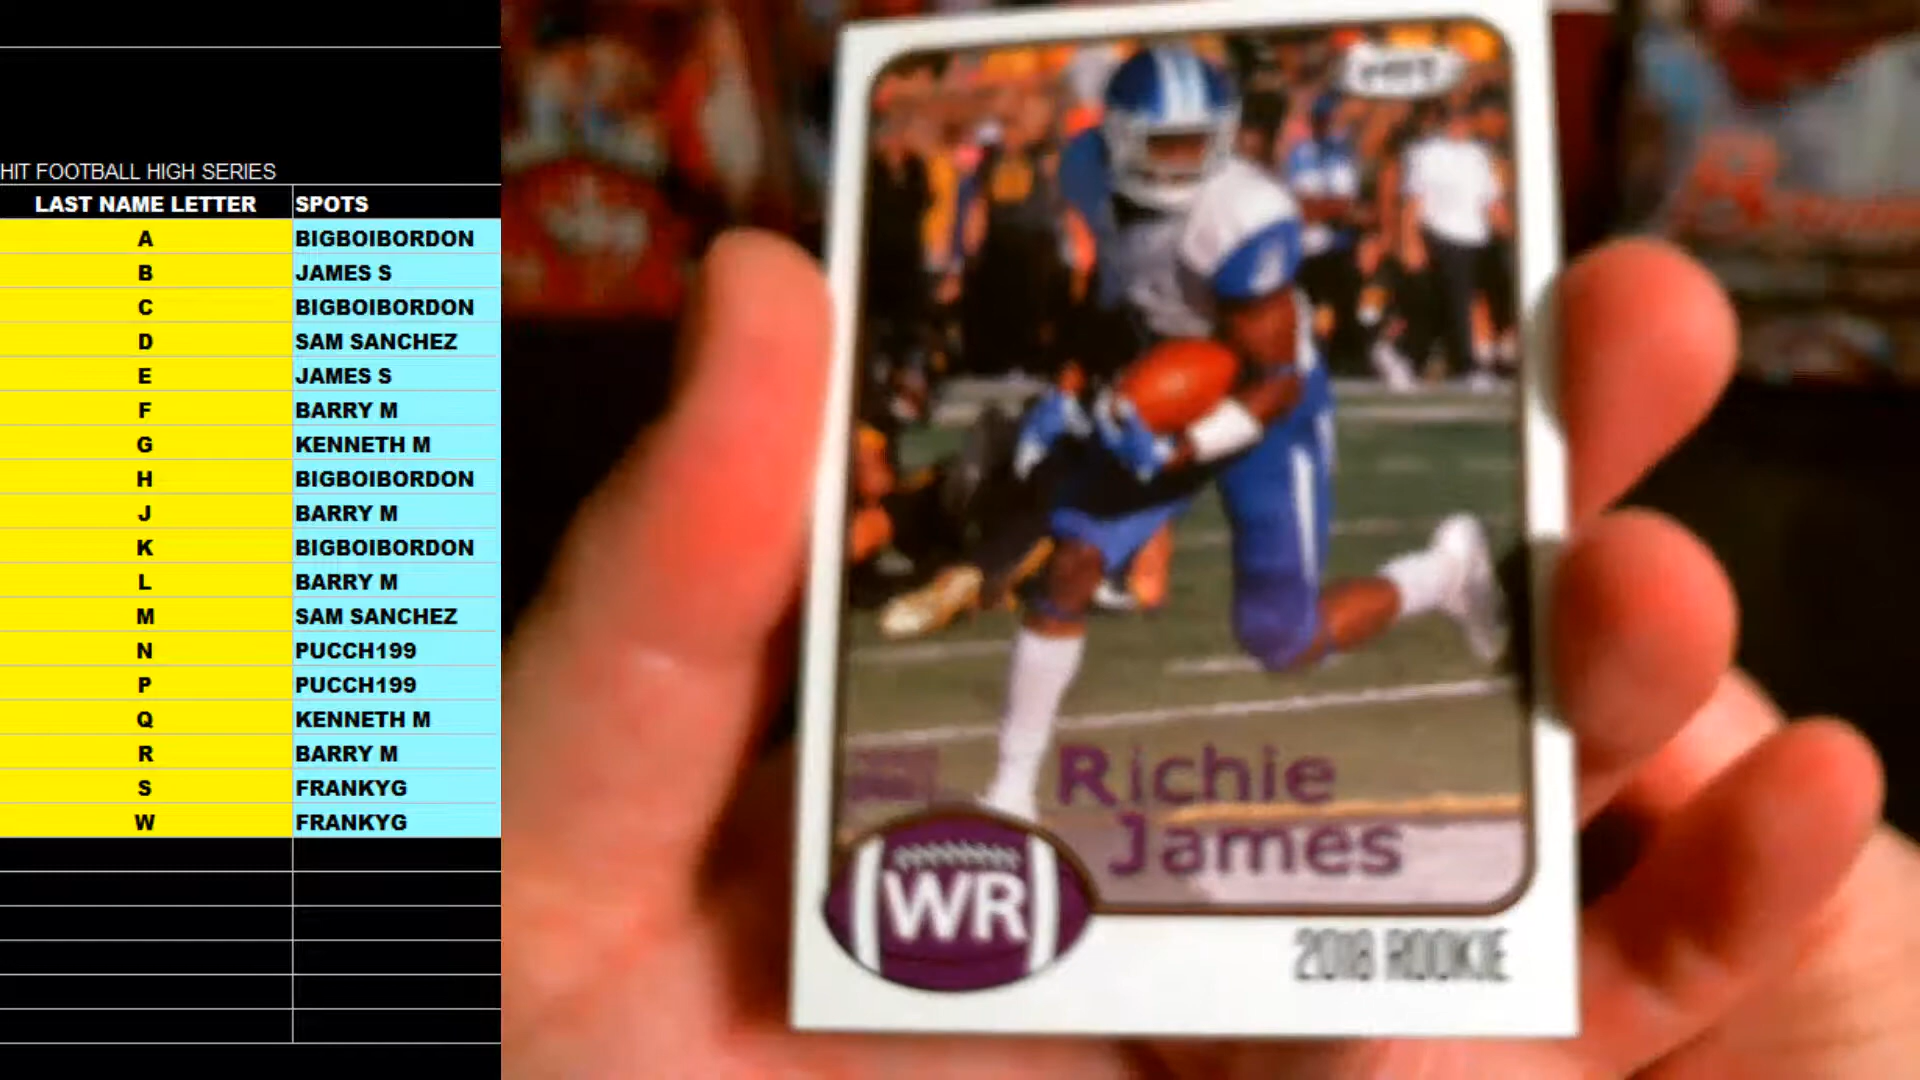 HIT FOOTBALL HIGH SERIES
LAST NAME LETTER SPOTS
A BIGBOIBORDON
B JAMES S
C BIGBOIBORDON
D SAM SANCHEZ
E JAMES S
F BARRY M
G KENNETH M
H BIGBOIBORDON
J BARRY M
K BIGBOIBORDON
L BARRY M
M SAM SANCHEZ
N PUCCH199
P PUCCH199
Q KENNETH M
R BARRY M
S FRANKYG
W FRANKYG
HIT
Richie
James
WR
2018 ROOKIE